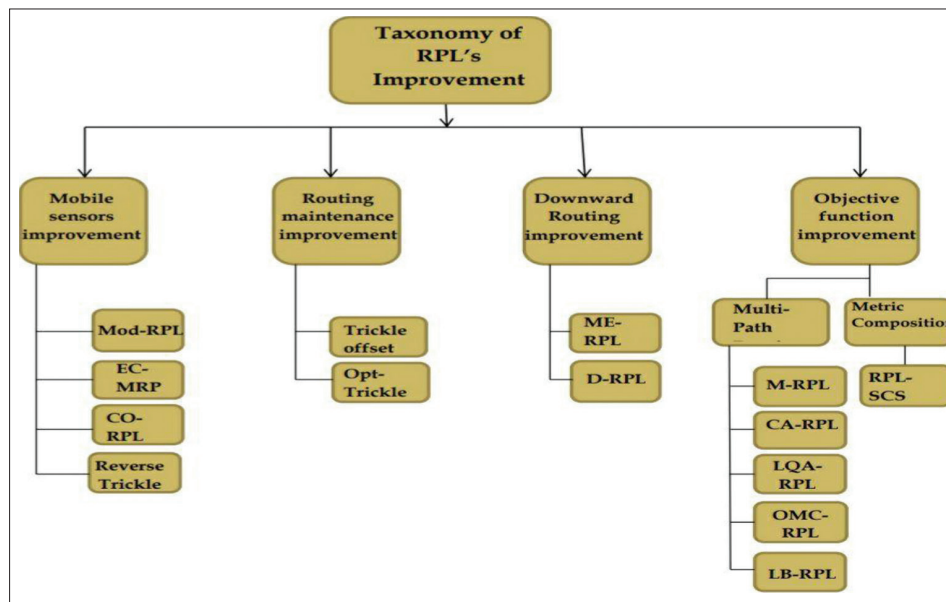 Taxonomy of
RPL's
Improvement
Mobile
sensors
improvement
Routing
maintenance
improvement
Downward
Routing
improvement
Objective
function
improvement
Mod-RPL
EC-
MRP
CO-
RPL
Reverse
Trickle
Trickle
offset
Opt-
Trickle
ME-
RPL
D-RPL
Multi-
Path
Metric
Composition
M-RPL
CA-RPL
LQA-
RPL
OMC-
RPL
LB-RPL
RPL-
SCS